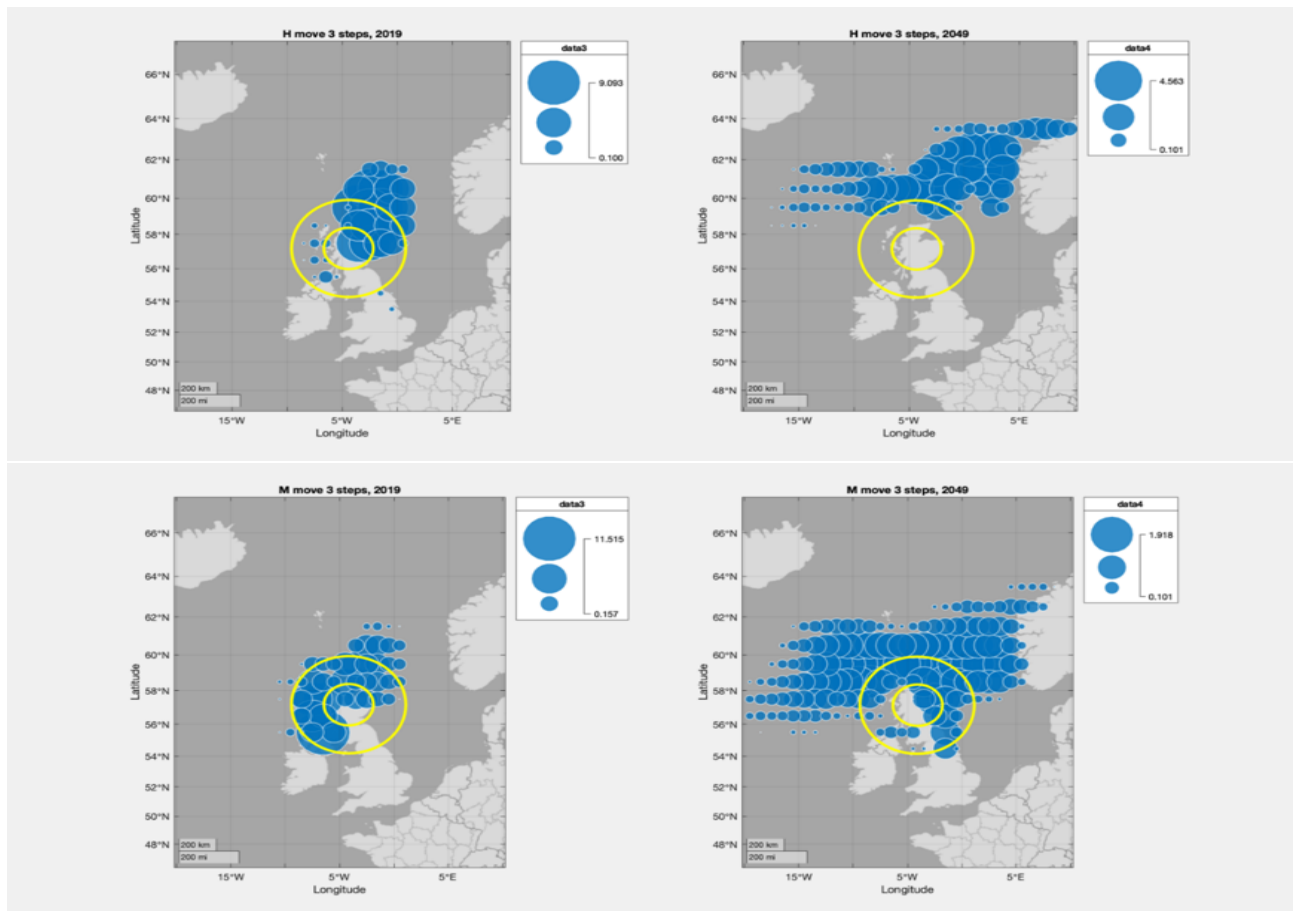 H move 3 steps, 2019
data3
9.093
0.100
66°N
64°N
62°N
60°N
58°N
56°N
54°N
52°N
50°N
48°N
Latitude
200 km
200 mi
15°W
5°W
5°E
Longitude
H move 3 steps, 2049
data4
4.563
0.101
66°N
64°N
62°N
60°N
58°N
56°N
54°N
52°N
50°N
48°N
Latitude
200 km
200 mi
15°W
5°W
5°E
Longitude
M move 3 steps, 2019
data3
11.515
0.157
66°N
64°N
62°N
60°N
58°N
56°N
54°N
52°N
50°N
48°N
Latitude
200 km
200 mi
15°W
5°W
5°E
Longitude
M move 3 steps, 2049
data4
1.918
0.101
66°N
64°N
62°N
60°N
58°N
56°N
54°N
52°N
50°N
48°N
Latitude
200 km
200 mi
15°W
5°W
5°E
Longitude